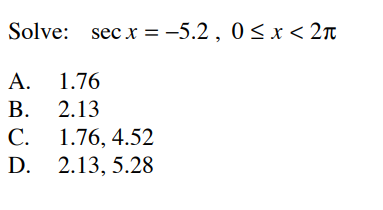 Solve: sec x = −5.2 , 0 ≤ x < 2π
A. 1.76
B. 2.13
C. 1.76, 4.52
D. 2.13, 5.28